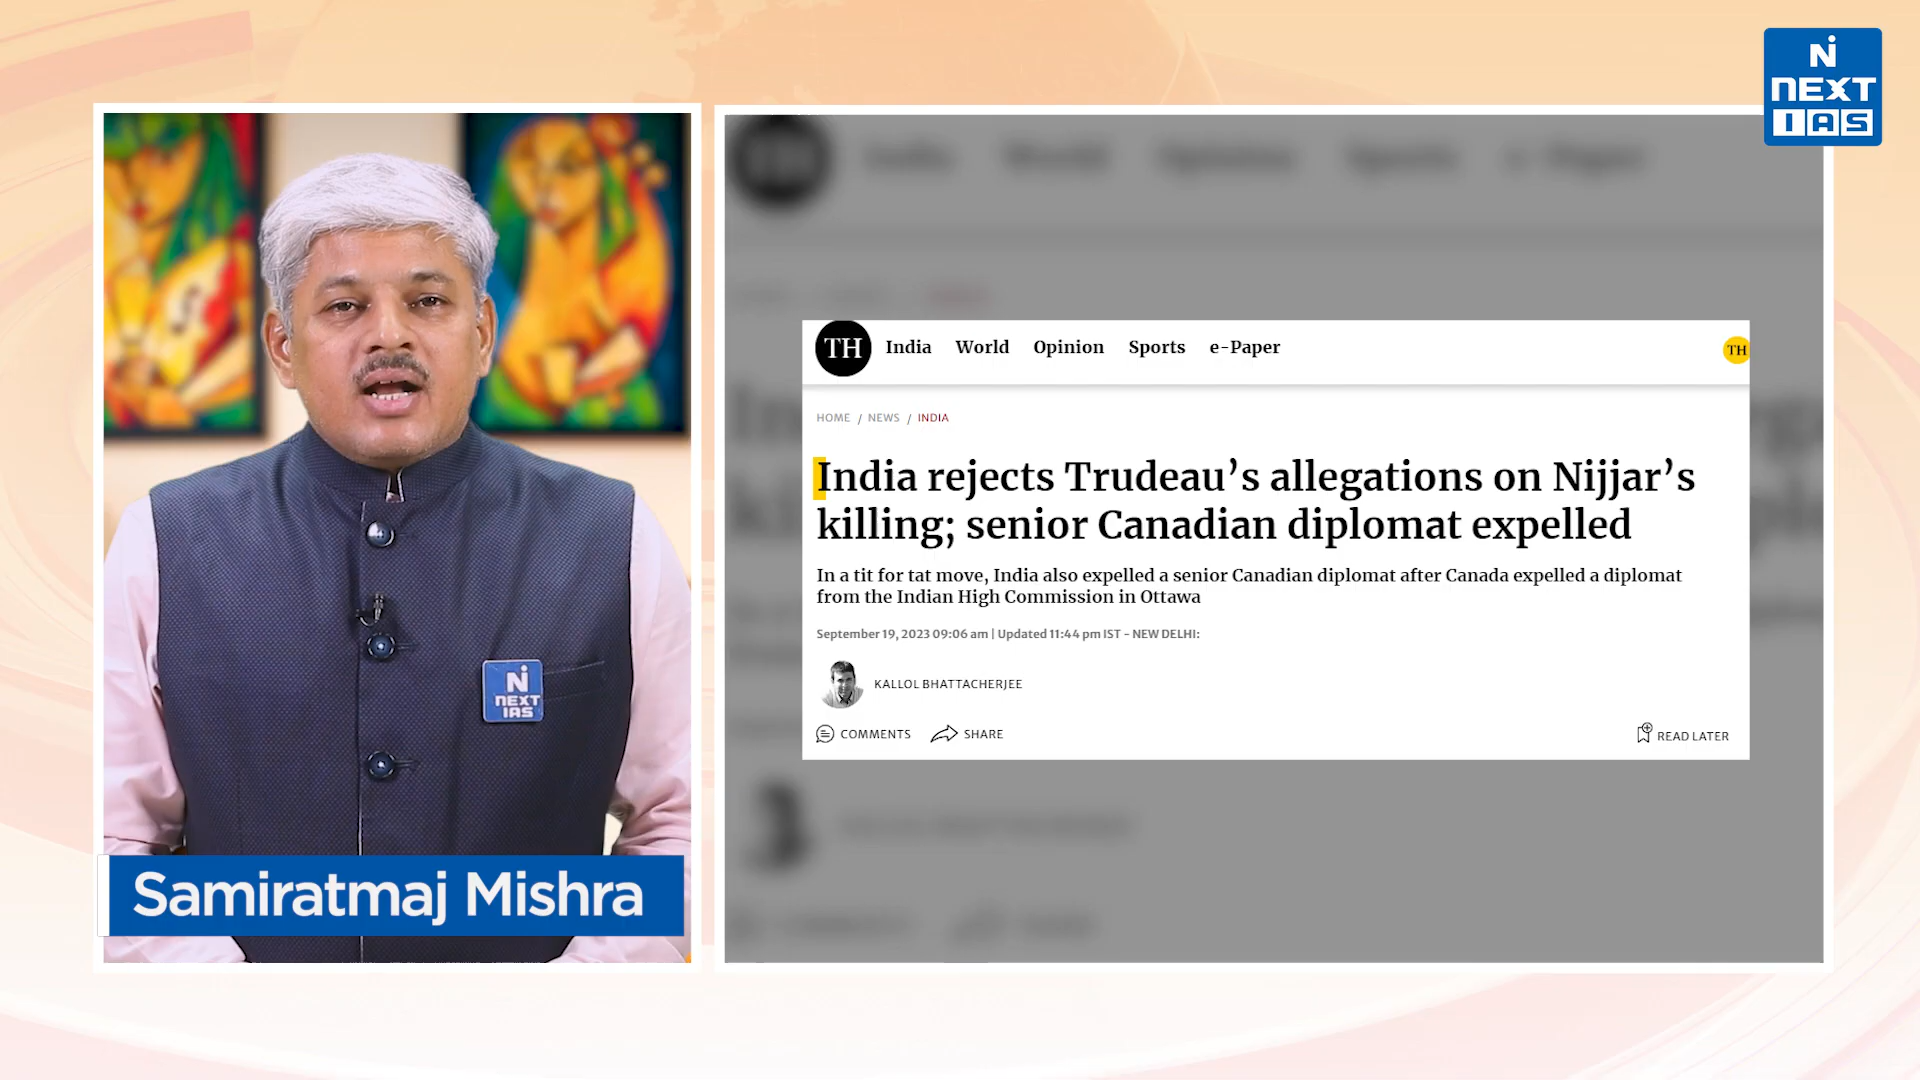 N
NEXT
IAS
N
NEXT
IAS
Samiratmaj Mishra
TH India World Opinion Sports e-Paper
TH
HOME / NEWS / INDIA
India rejects Trudeau’s allegations on Nijjar’s
killing; senior Canadian diplomat expelled
In a tit for tat move, India also expelled a senior Canadian diplomat after Canada expelled a diplomat
from the Indian High Commission in Ottawa
September 19, 2023 09:06 am | Updated 11:44 pm IST - NEW DELHI:
KALLOL BHATTACHERJEE
COMMENTS SHARE
READ LATER